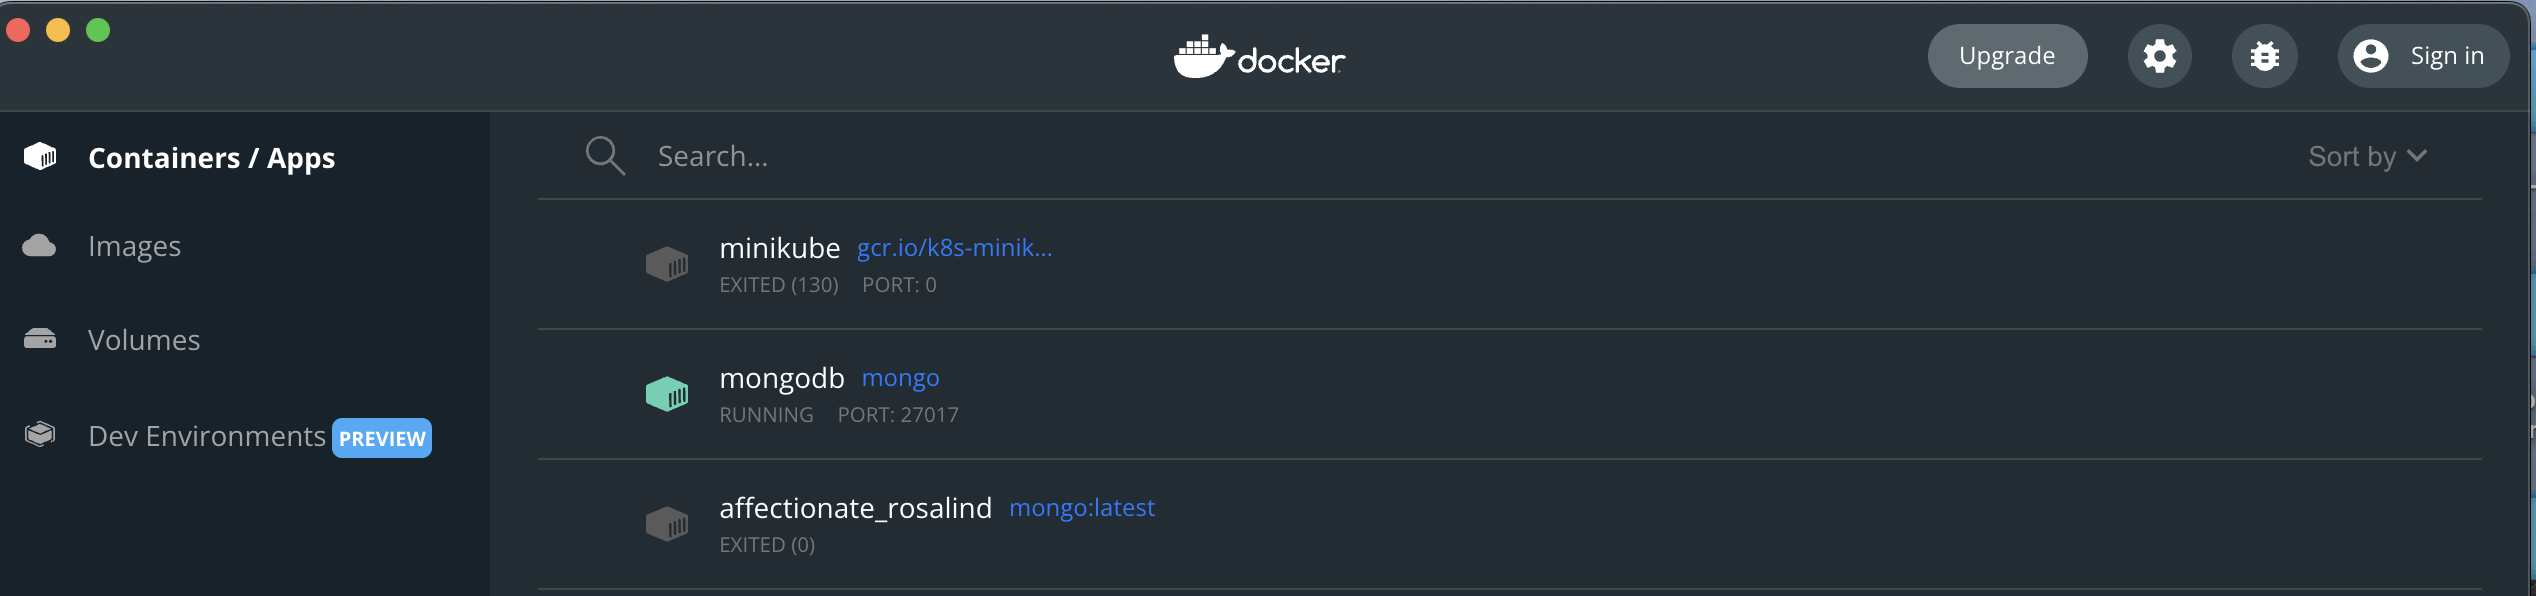 docker
Upgrade
Sign in
Containers / Apps
Images
Volumes
Dev Environments PREVIEW
Search...
Sort by
minikube gcr.io/k8s-minik...
EXITED (130) PORT: 0
mongodb mongo
RUNNING PORT: 27017
affectionate_rosalind mongo:latest
EXITED (0)